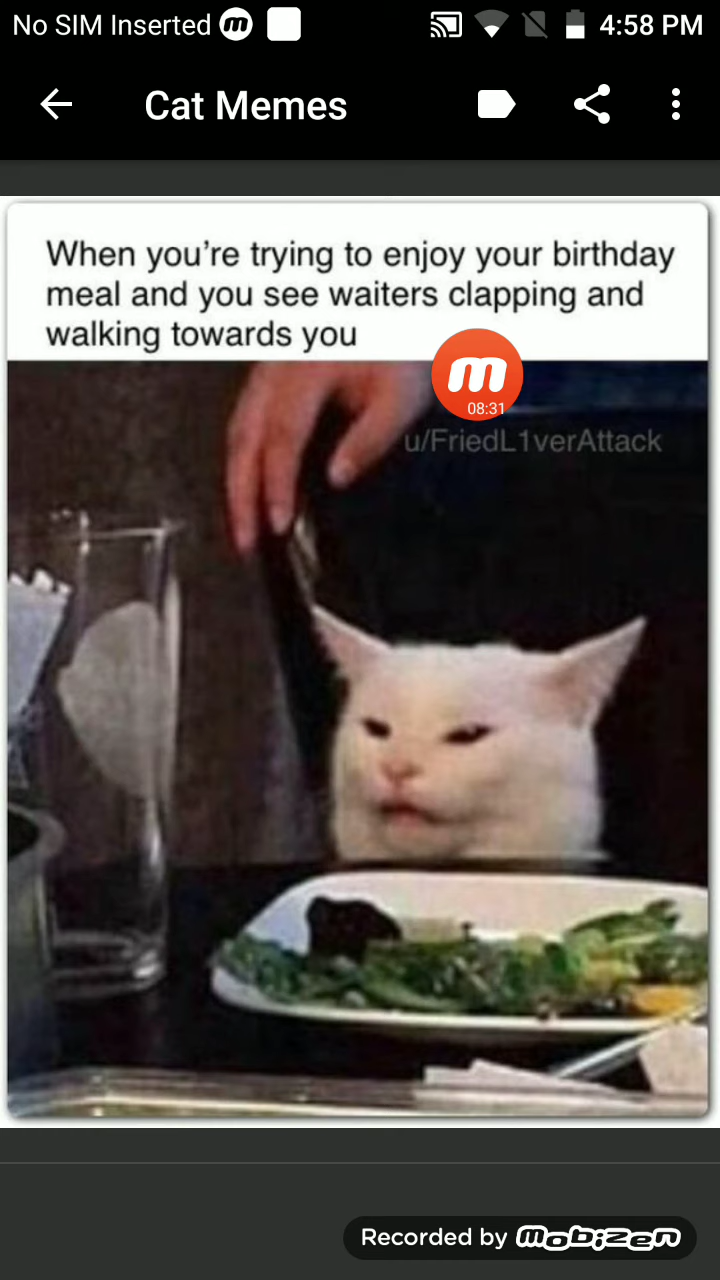 No SIM Inserted m 4:58 PM
Cat Memes
When you're trying to enjoy your birthday
meal and you see waiters clapping and
walking towards you
m
08:31
u/FriedL1verAttack
Recorded by mobizen